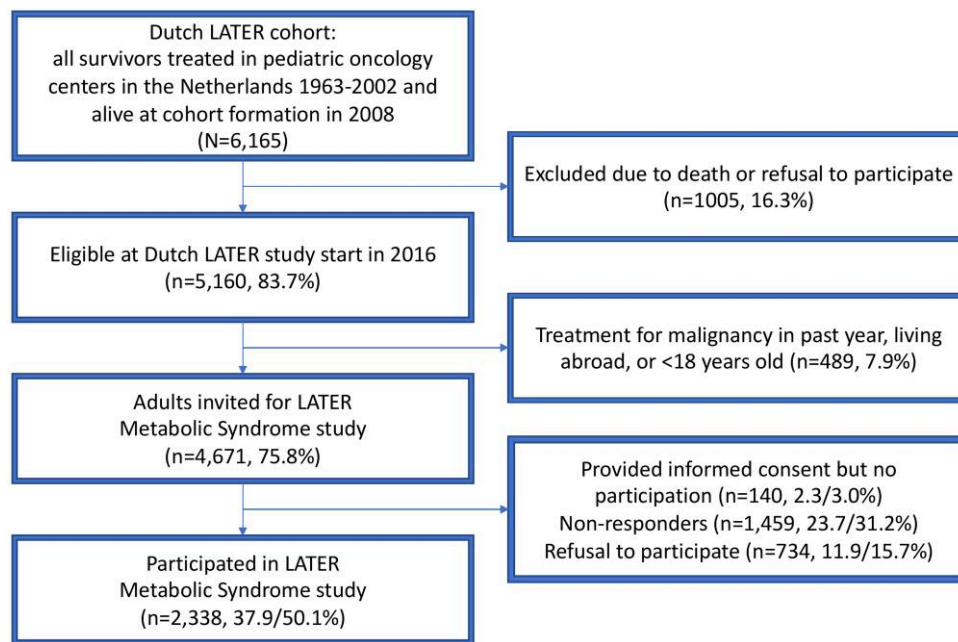 Dutch LATER cohort:
all survivors treated in pediatric oncology
centers in the Netherlands 1963-2002 and
alive at cohort formation in 2008
(N=6,165)
Excluded due to death or refusal to participate
(n=1005, 16.3%)
Eligible at Dutch LATER study start in 2016
(n=5,160, 83.7%)
Treatment for malignancy in past year, living
abroad, or <18 years old (n=489, 7.9%)
Adults invited for LATER
Metabolic Syndrome study
(n=4,671, 75.8%)
Provided informed consent but no
participation (n=140, 2.3/3.0%)
Non-responders (n=1,459, 23.7/31.2%)
Refusal to participate (n=734, 11.9/15.7%)
Participated in LATER
Metabolic Syndrome study
(n=2,338, 37.9/50.1%)